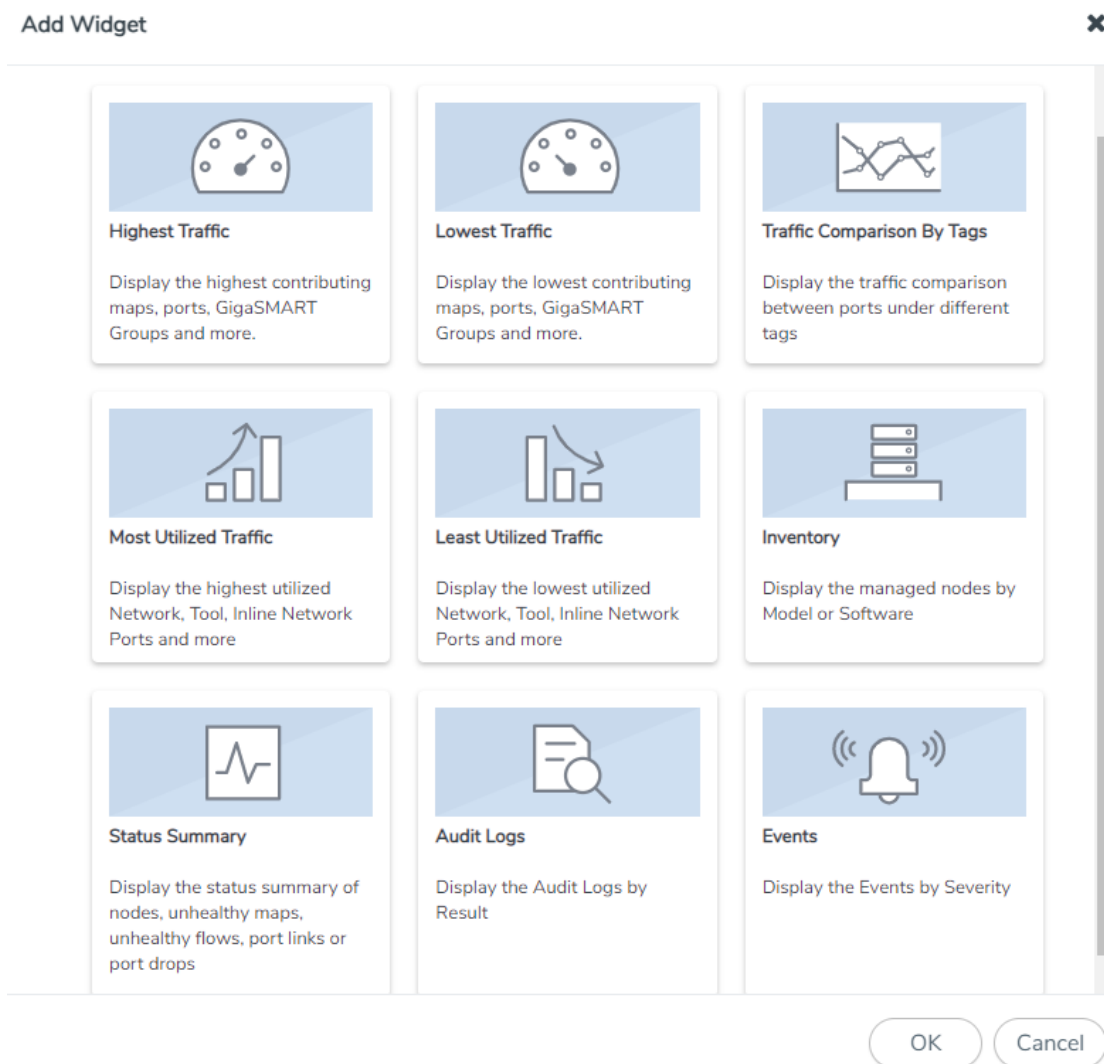 Add Widget
Highest Traffic
Display the highest contributing
maps, ports, GigaSMART
Groups and more.
Lowest Traffic
Display the lowest contributing
maps, ports, GigaSMART
Groups and more.
Traffic Comparison By Tags
Display the traffic comparison
between ports under different
tags
Most Utilized Traffic
Display the highest utilized
Network, Tool, Inline Network
Ports and more
Least Utilized Traffic
Display the lowest utilized
Network, Tool, Inline Network
Ports and more
Inventory
Display the managed nodes by
Model or Software
Status Summary
Display the status summary of
nodes, unhealthy maps,
unhealthy flows, port links or
port drops
Audit Logs
Display the Audit Logs by
Result
Events
Display the Events by Severity
OK
Cancel